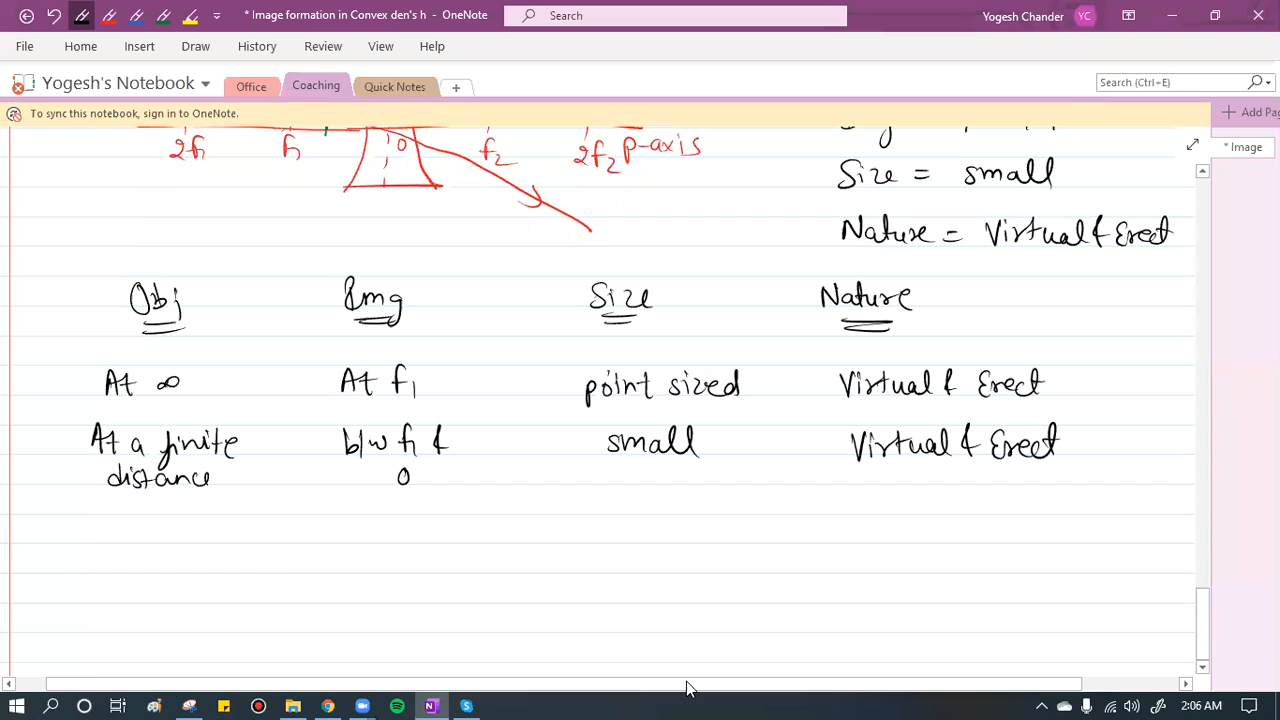 * Image formation in Convex den's h - OneNote
Search
Yogesh Chander
YC
File Home Insert Draw History Review View Help
Yogesh's Notebook
Office
Coaching
Quick Notes
Search (Ctrl+E)
To sync this notebook, sign in to OneNote.
Add Pag
* Image
2f1 f1 O f2 2f2 P-axis
Size = small
Nature = Virtual & Erect
Obj Img Size Nature
At ∞ At f1 point sized Virtual & Erect
At a finite b/w f1 & small Virtual & Erect
distance O
2:06 AM